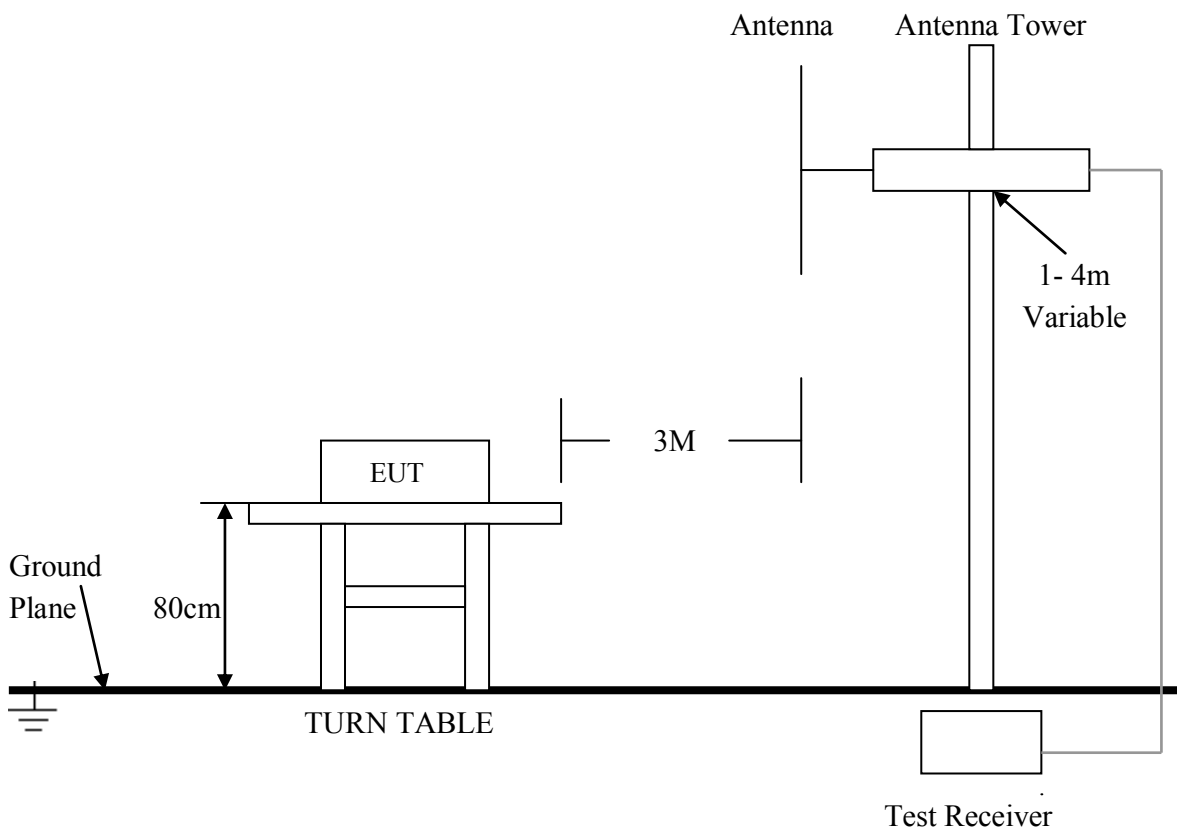 Antenna
Antenna Tower
1- 4m
Variable
3M
EUT
Ground
Plane
80cm
TURN TABLE
Test Receiver